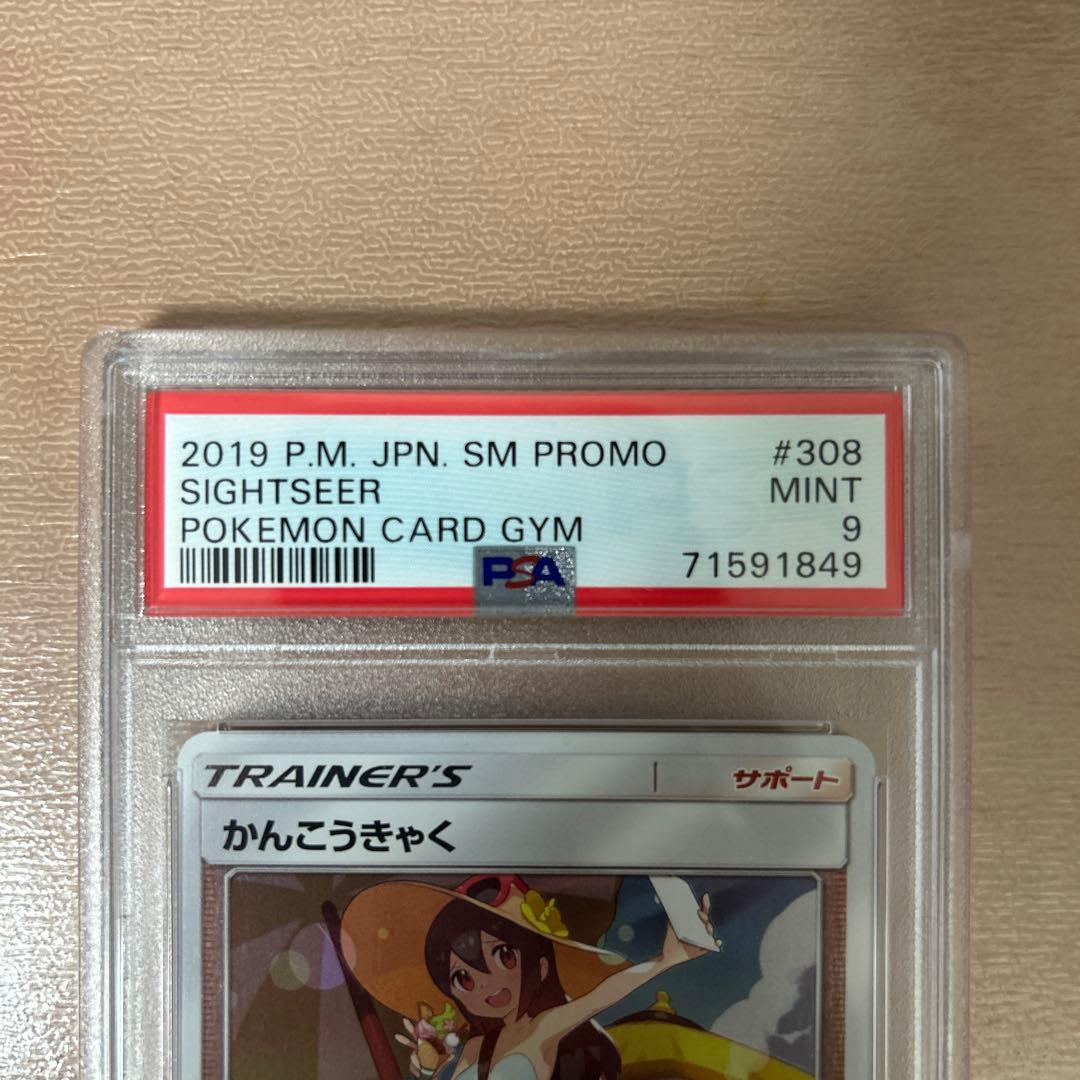 2019 P.M. JPN. SM PROMO #308
SIGHTSEER MINT
POKEMON CARD GYM 9
PSA 71591849
TRAINER'S サポート
かんこうきゃく